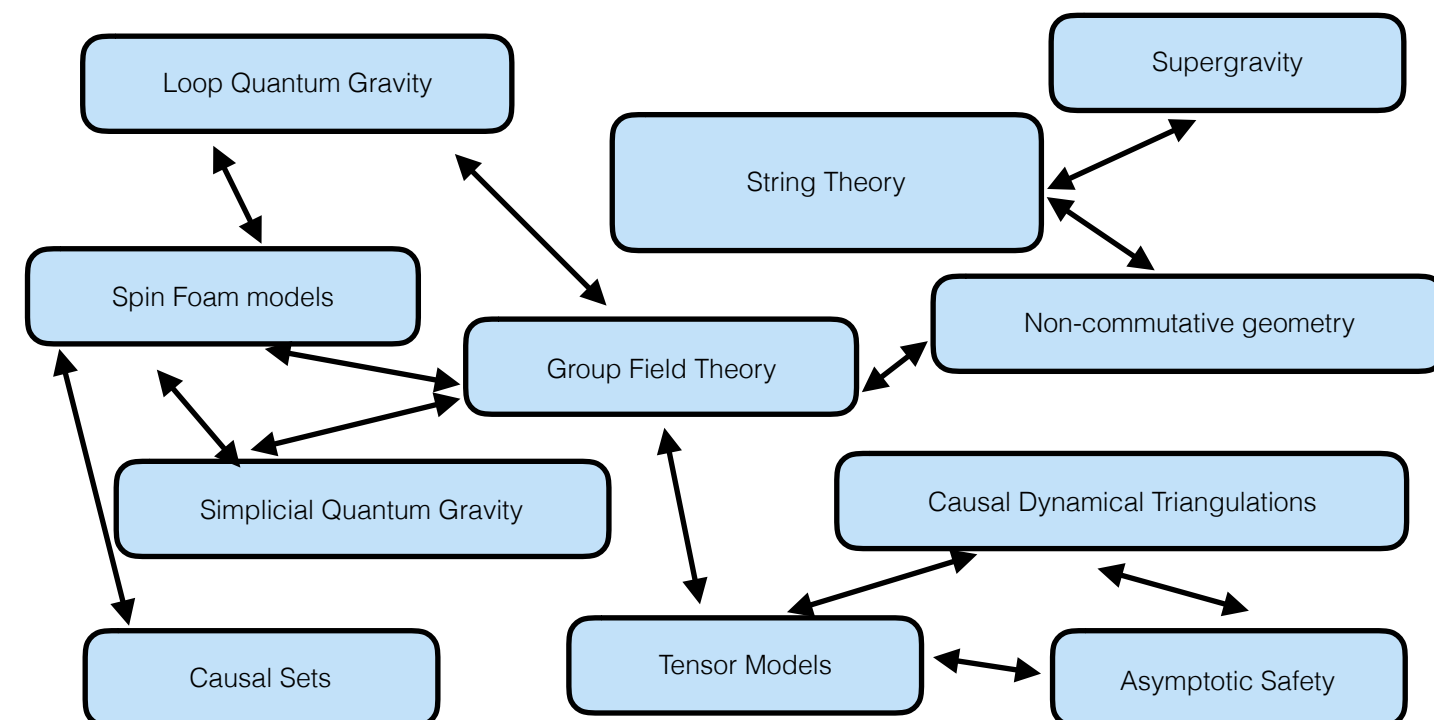 Supergravity
Loop Quantum Gravity
String Theory
Spin Foam models
Non-commutative geometry
Group Field Theory
Causal Dynamical Triangulations
Simplicial Quantum Gravity
Tensor Models
Causal Sets
Asymptotic Safety